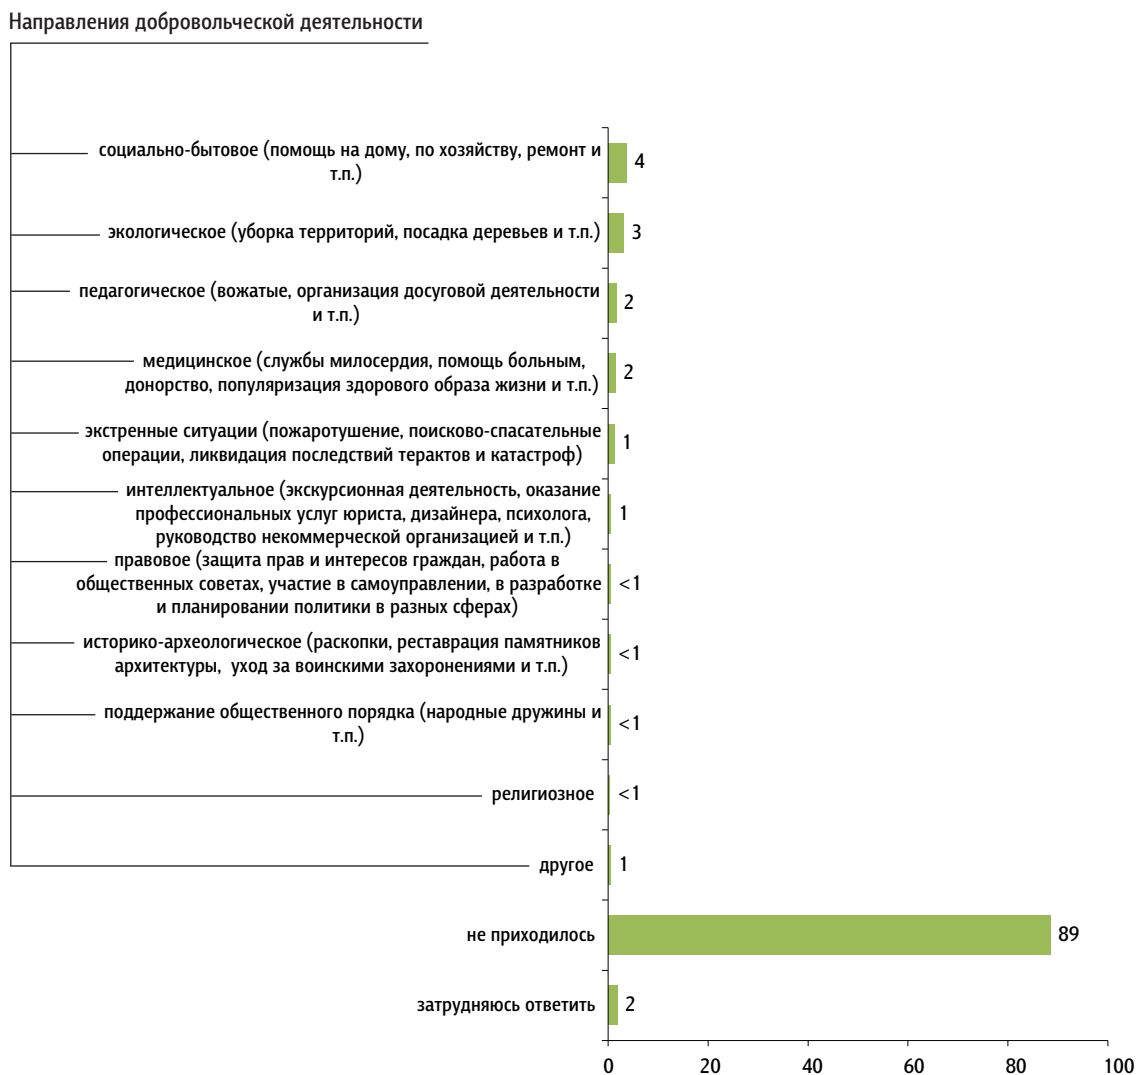 Направления добровольческой деятельности
социально-бытовое (помощь на дому, по хозяйству, ремонт и
т.п.)
4
экологическое (уборка территорий, посадка деревьев и т.п.)
3
педагогическое (вожатые, организация досуговой деятельности
и т.п.)
2
медицинское (службы милосердия, помощь больным,
донорство, популяризация здорового образа жизни и т.п.)
2
экстренные ситуации (пожаротушение, поисково-спасательные
операции, ликвидация последствий терактов и катастроф)
1
интеллектуальное (экскурсионная деятельность, оказание
профессиональных услуг юриста, дизайнера, психолога,
руководство некоммерческой организацией и т.п.)
1
правовое (защита прав и интересов граждан, работа в
общественных советах, участие в самоуправлении, в разработке
и планировании политики в разных сферах)
<1
историко-археологическое (раскопки, реставрация памятников
архитектуры, уход за воинскими захоронениями и т.п.)
<1
поддержание общественного порядка (народные дружины и
т.п.)
<1
религиозное
<1
другое
1
не приходилось
89
затрудняюсь ответить
2
0 20 40 60 80 100